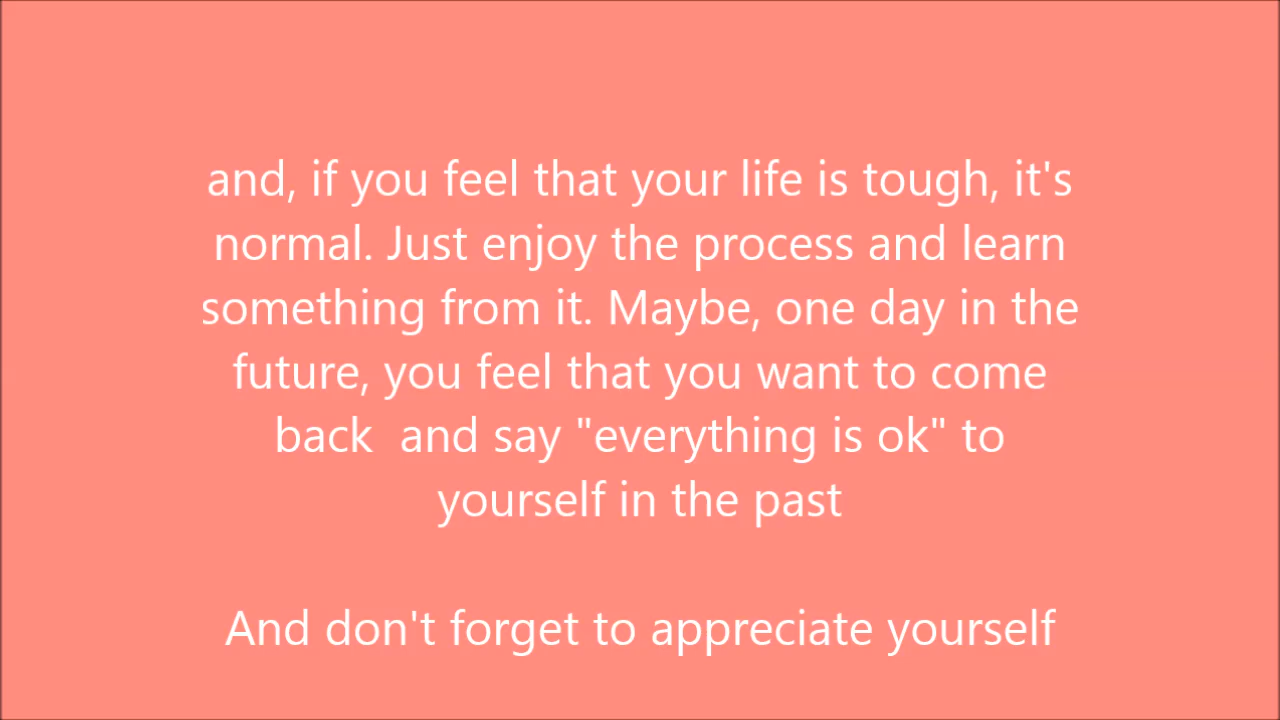 and, if you feel that your life is tough, it's
normal. Just enjoy the process and learn
something from it. Maybe, one day in the
future, you feel that you want to come
back  and say "everything is ok" to
yourself in the past
And don't forget to appreciate yourself